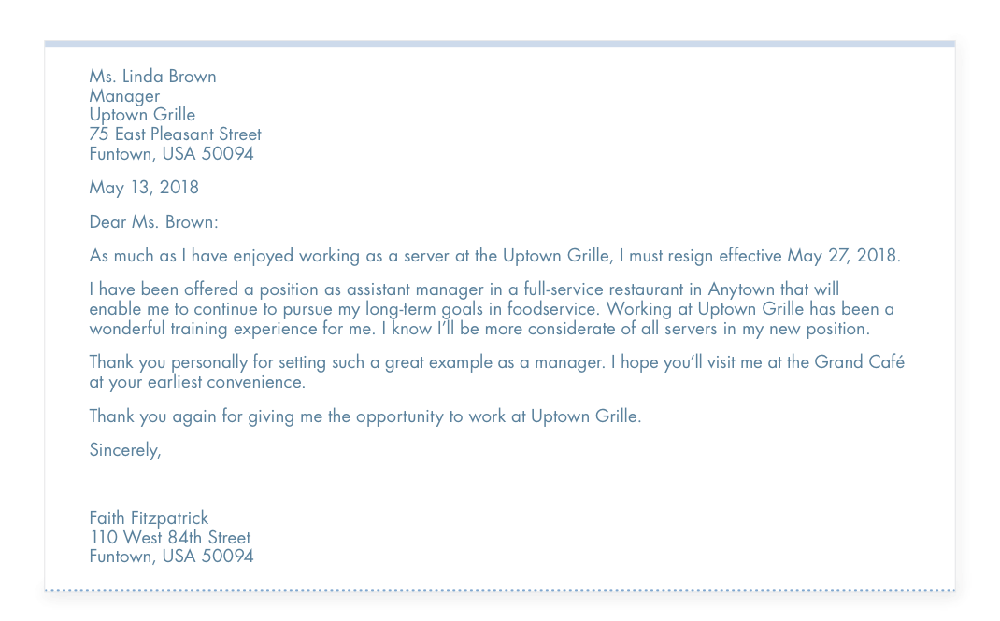 Ms. Linda Brown
Manager
Uptown Grille
75 East Pleasant Street
Funtown, USA 50094
May 13, 2018
Dear Ms. Brown:
As much as I have enjoyed working as a server at the Uptown Grille, I must resign effective May 27, 2018.
I have been offered a position as assistant manager in a full-service restaurant in Anytown that will
enable me to continue to pursue my long-term goals in foodservice. Working at Uptown Grille has been a
wonderful training experience for me. I know I’ll be more considerate of all servers in my new position.
Thank you personally for setting such a great example as a manager. I hope you’ll visit me at the Grand Café
at your earliest convenience.
Thank you again for giving me the opportunity to work at Uptown Grille.
Sincerely,
Faith Fitzpatrick
110 West 84th Street
Funtown, USA 50094